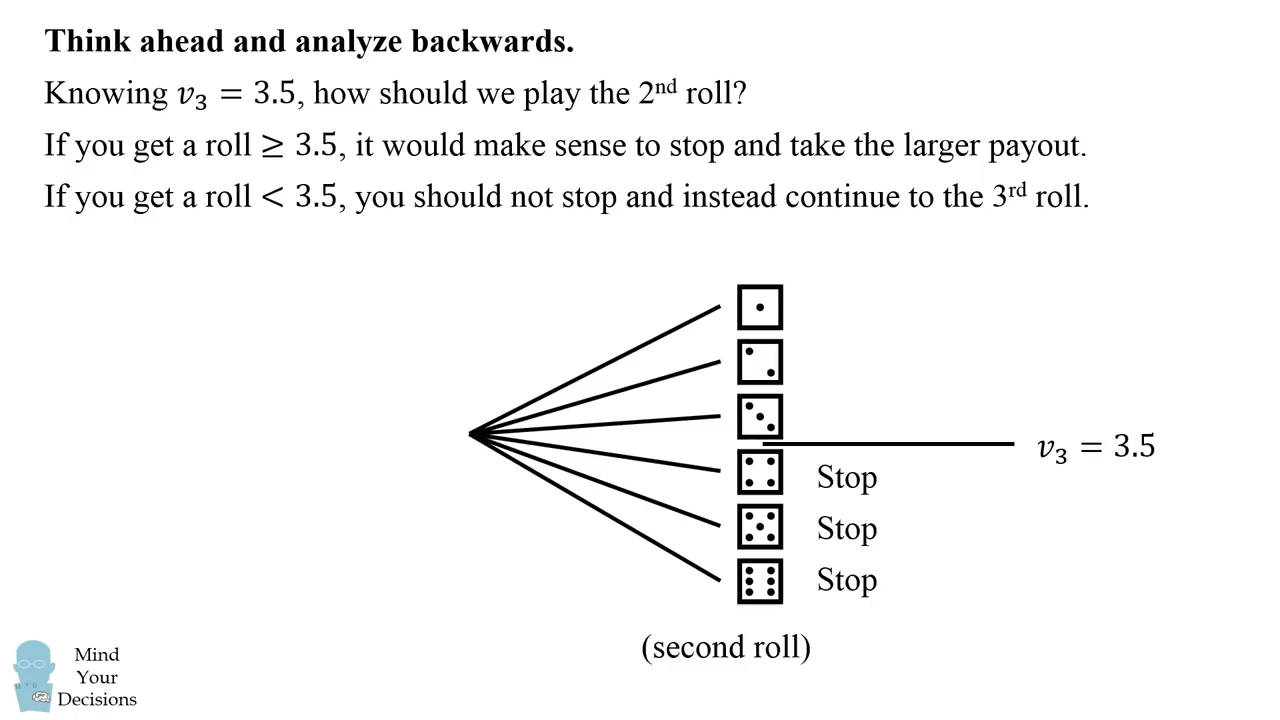 Think ahead and analyze backwards.
Knowing 𝑣₃ = 3.5, how should we play the 2ⁿᵈ roll?
If you get a roll ≥ 3.5, it would make sense to stop and take the larger payout.
If you get a roll < 3.5, you should not stop and instead continue to the 3ʳᵈ roll.
𝑣₃ = 3.5
Stop
Stop
Stop
(second roll)
Mind
Your
Decisions